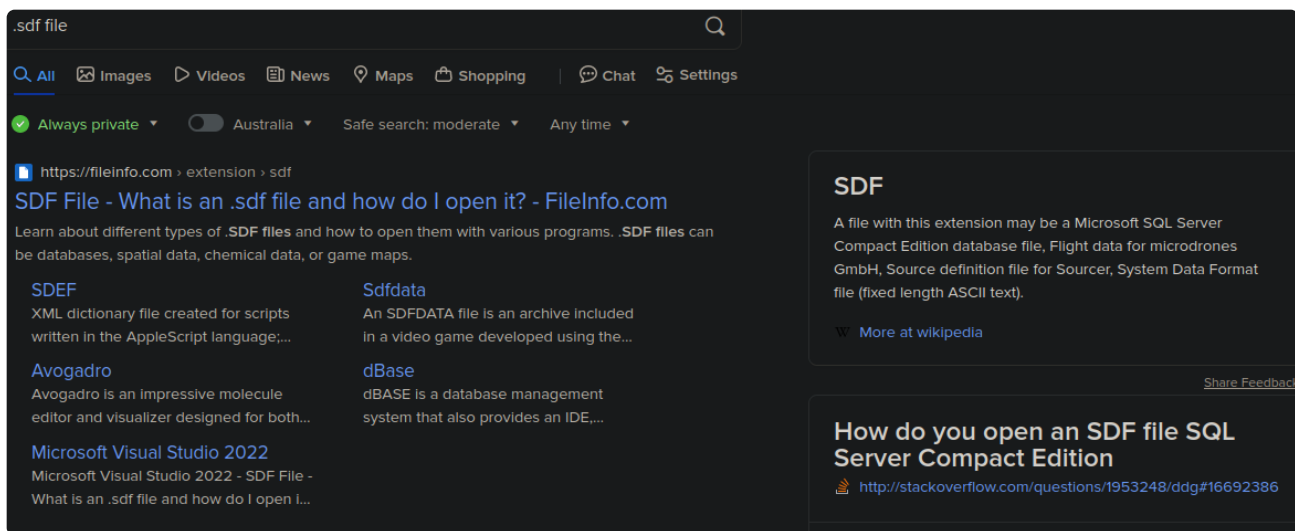 .sdf file
All Images Videos News Maps Shopping Chat Settings
Always private Australia Safe search: moderate Any time
https://fileinfo.com › extension › sdf
SDF File - What is an .sdf file and how do I open it? - FileInfo.com
Learn about different types of .SDF files and how to open them with various programs. .SDF files can
be databases, spatial data, chemical data, or game maps.
SDEF
XML dictionary file created for scripts
written in the AppleScript language;...
Sdfdata
An SDFDATA file is an archive included
in a video game developed using the...
Avogadro
Avogadro is an impressive molecule
editor and visualizer designed for both...
dBase
dBASE is a database management
system that also provides an IDE,...
Microsoft Visual Studio 2022
Microsoft Visual Studio 2022 - SDF File -
What is an .sdf file and how do I open i...
SDF
A file with this extension may be a Microsoft SQL Server
Compact Edition database file, Flight data for microdrones
GmbH, Source definition file for Sourcer, System Data Format
file (fixed length ASCII text).
W More at wikipedia
Share Feedback
How do you open an SDF file SQL
Server Compact Edition
http://stackoverflow.com/questions/1953248/ddg#16692386